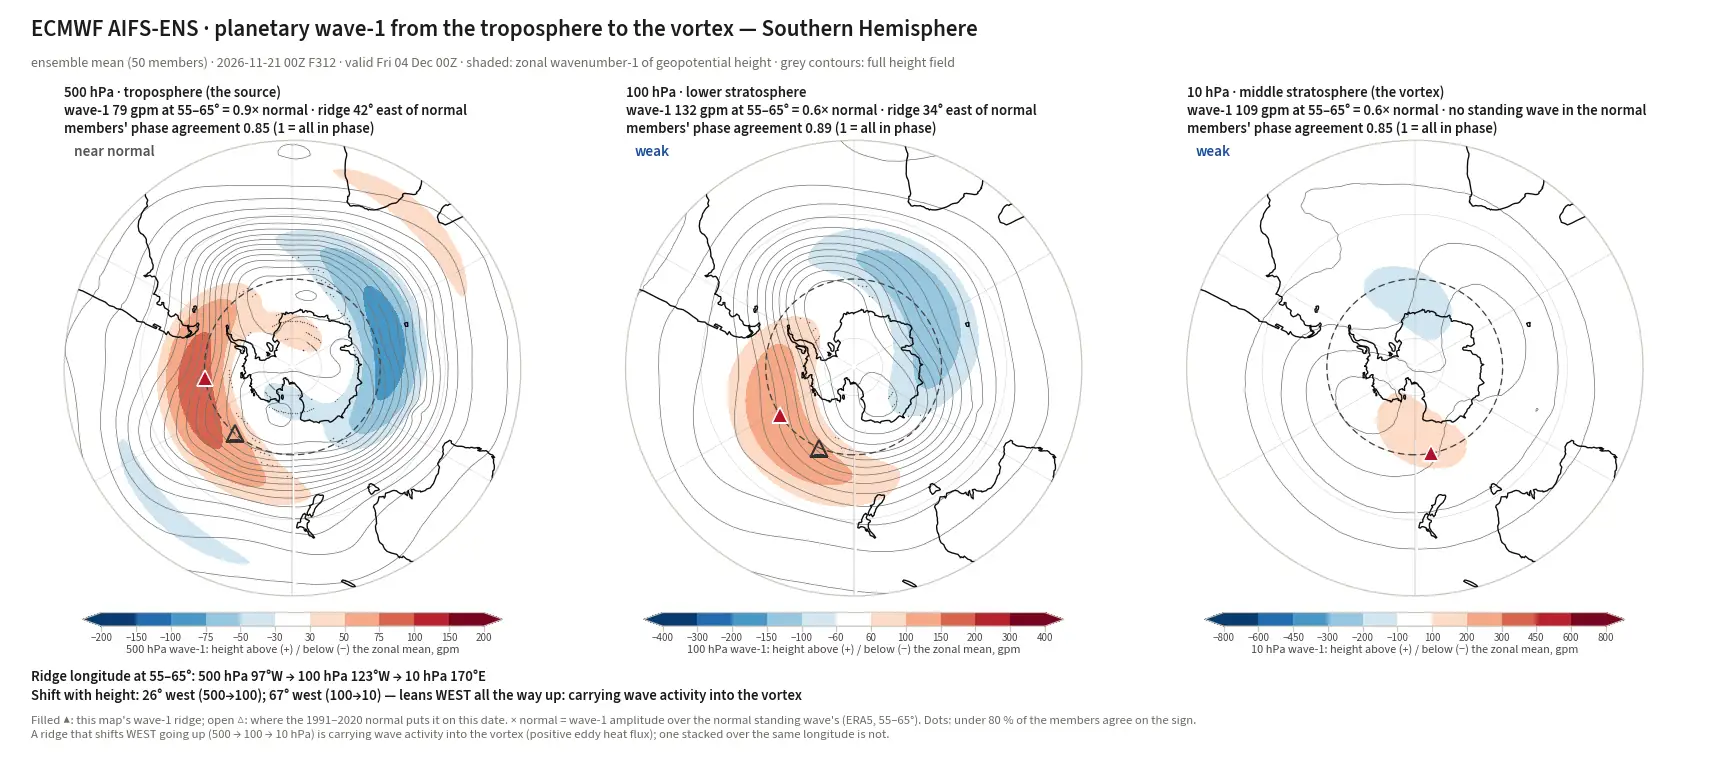 ECMWF AIFS-ENS · planetary wave-1 from the troposphere to the vortex — Southern Hemisphere
ensemble mean (50 members) · 2026-11-21 00Z F312 · valid Fri 04 Dec 00Z · shaded: zonal wavenumber-1 of geopotential height · grey contours: full height field
500 hPa · troposphere (the source)
wave-1 79 gpm at 55–65° = 0.9× normal · ridge 42° east of normal
members' phase agreement 0.85 (1 = all in phase)
near normal
100 hPa · lower stratosphere
wave-1 132 gpm at 55–65° = 0.6× normal · ridge 34° east of normal
members' phase agreement 0.89 (1 = all in phase)
weak
10 hPa · middle stratosphere (the vortex)
wave-1 109 gpm at 55–65° = 0.6× normal · no standing wave in the normal
members' phase agreement 0.85 (1 = all in phase)
weak
−200 −150 −100 −75 −50 −30 30 50 75 100 150 200
500 hPa wave-1: height above (+) / below (−) the zonal mean, gpm
−400 −300 −200 −150 −100 −60 60 100 150 200 300 400
100 hPa wave-1: height above (+) / below (−) the zonal mean, gpm
−800 −600 −450 −300 −200 −100 100 200 300 450 600 800
10 hPa wave-1: height above (+) / below (−) the zonal mean, gpm
Ridge longitude at 55–65°: 500 hPa 97°W → 100 hPa 123°W → 10 hPa 170°E
Shift with height: 26° west (500→100); 67° west (100→10) — leans WEST all the way up: carrying wave activity into the vortex
Filled ▲: this map's wave-1 ridge; open △: where the 1991–2020 normal puts it on this date. × normal = wave-1 amplitude over the normal standing wave's (ERA5, 55–65°). Dots: under 80 % of the members agree on the sign.
A ridge that shifts WEST going up (500 → 100 → 10 hPa) is carrying wave activity into the vortex (positive eddy heat flux); one stacked over the same longitude is not.